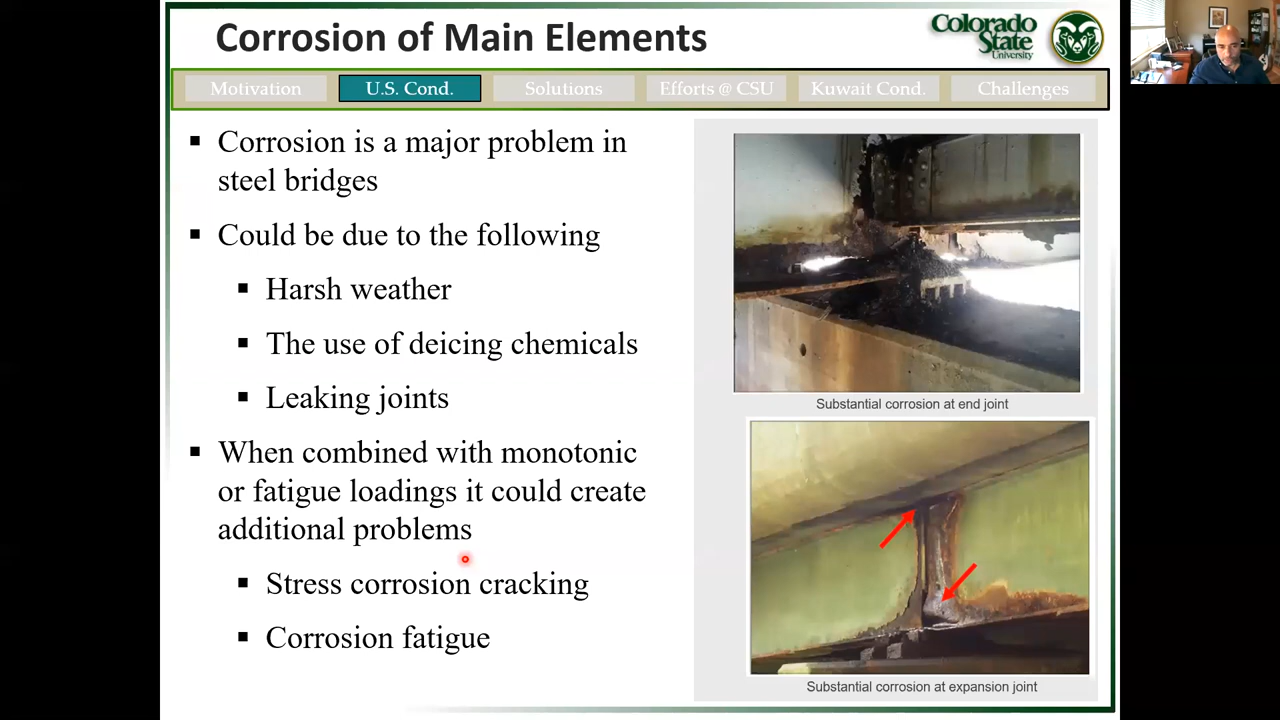 Corrosion of Main Elements
Colorado
State
University
Motivation
U.S. Cond.
Solutions
Efforts @ CSU
Kuwait Cond.
Challenges
Corrosion is a major problem in
steel bridges
Could be due to the following
Harsh weather
The use of deicing chemicals
Leaking joints
When combined with monotonic
or fatigue loadings it could create
additional problems
Stress corrosion cracking
Corrosion fatigue
Substantial corrosion at end joint
Substantial corrosion at expansion joint